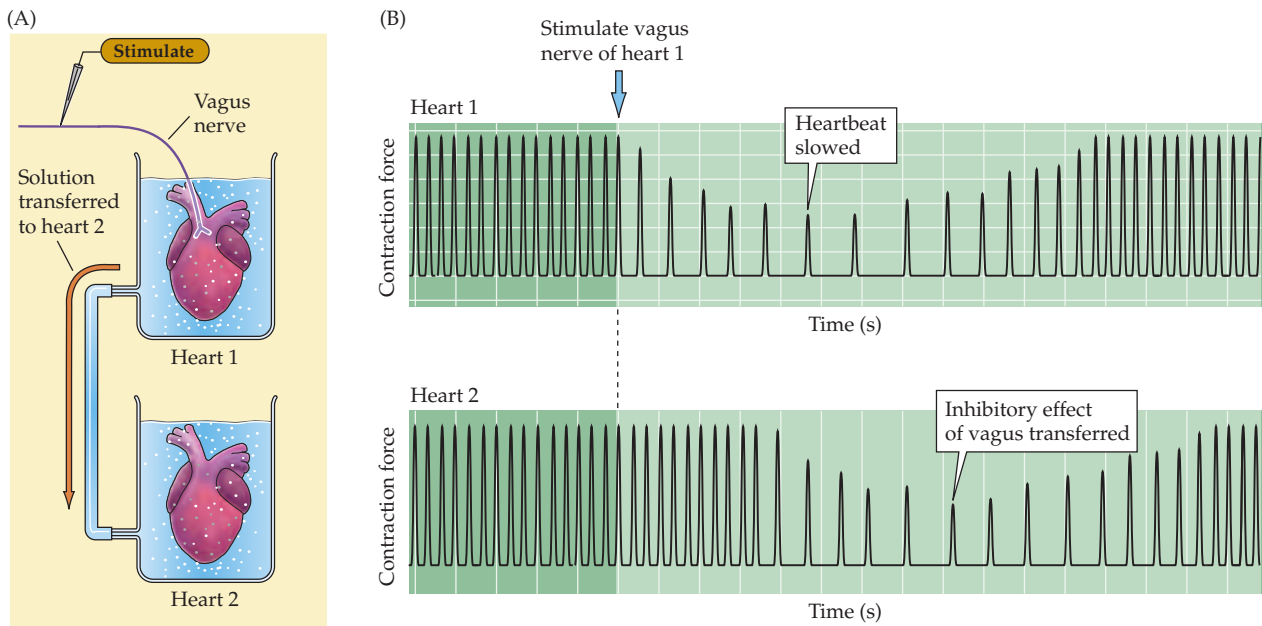 (A)
Stimulate
Vagus
nerve
Solution
transferred
to heart 2
Heart 1
Heart 2
(B)
Stimulate vagus
nerve of heart 1
Heart 1
Heartbeat
slowed
Contraction force
Time (s)
Heart 2
Inhibitory effect
of vagus transferred
Contraction force
Time (s)